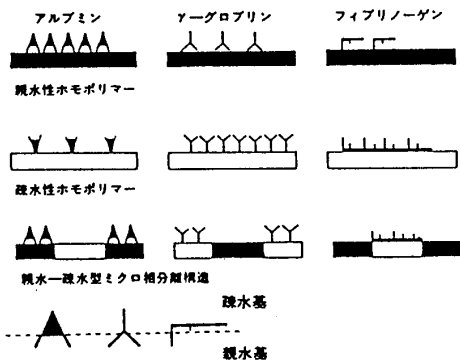 アルブミン γ―グロブリン フィブリノーゲン
親水性ホモポリマー
疎水性ホモポリマー
親水―疎水型ミクロ相分離構造
疎水基
親水基